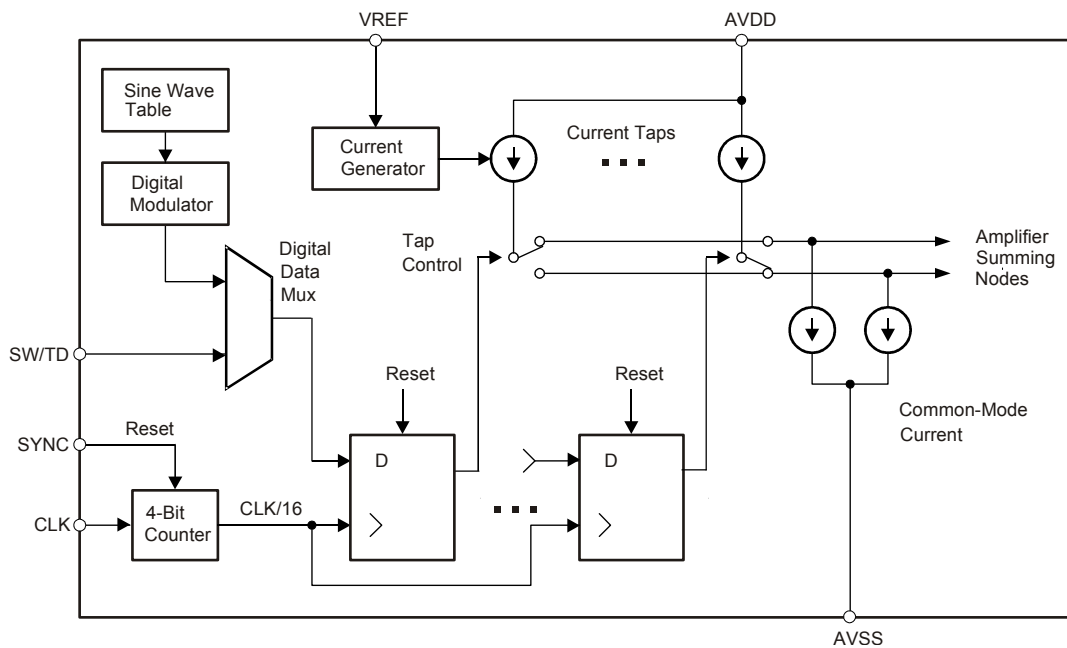 VREF
AVDD
Sine Wave
Table
Current
Generator
Current Taps
Digital
Modulator
Digital
Data
Mux
Tap
Control
Amplifier
Summing
Nodes
SW/TD
Reset
Reset
Common-Mode
Current
SYNC
Reset
D
D
CLK
4-Bit
Counter
CLK/16
AVSS